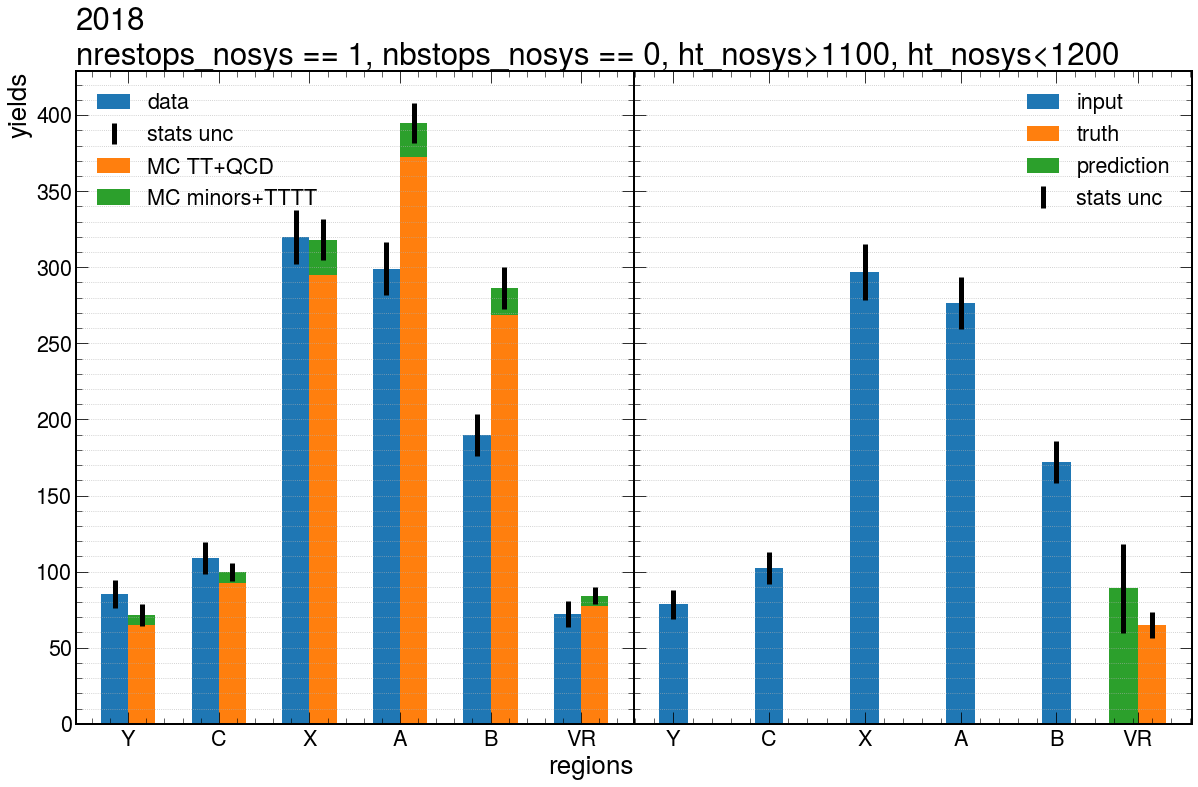 2018
nrestops_nosys == 1, nbstops_nosys == 0, ht_nosys>1100, ht_nosys<1200
yields
400
350
300
250
200
150
100
50
0
data
stats unc
MC TT+QCD
MC minors+TTTT
input
truth
prediction
stats unc
Y C X A B VR
Y C X A B VR
regions